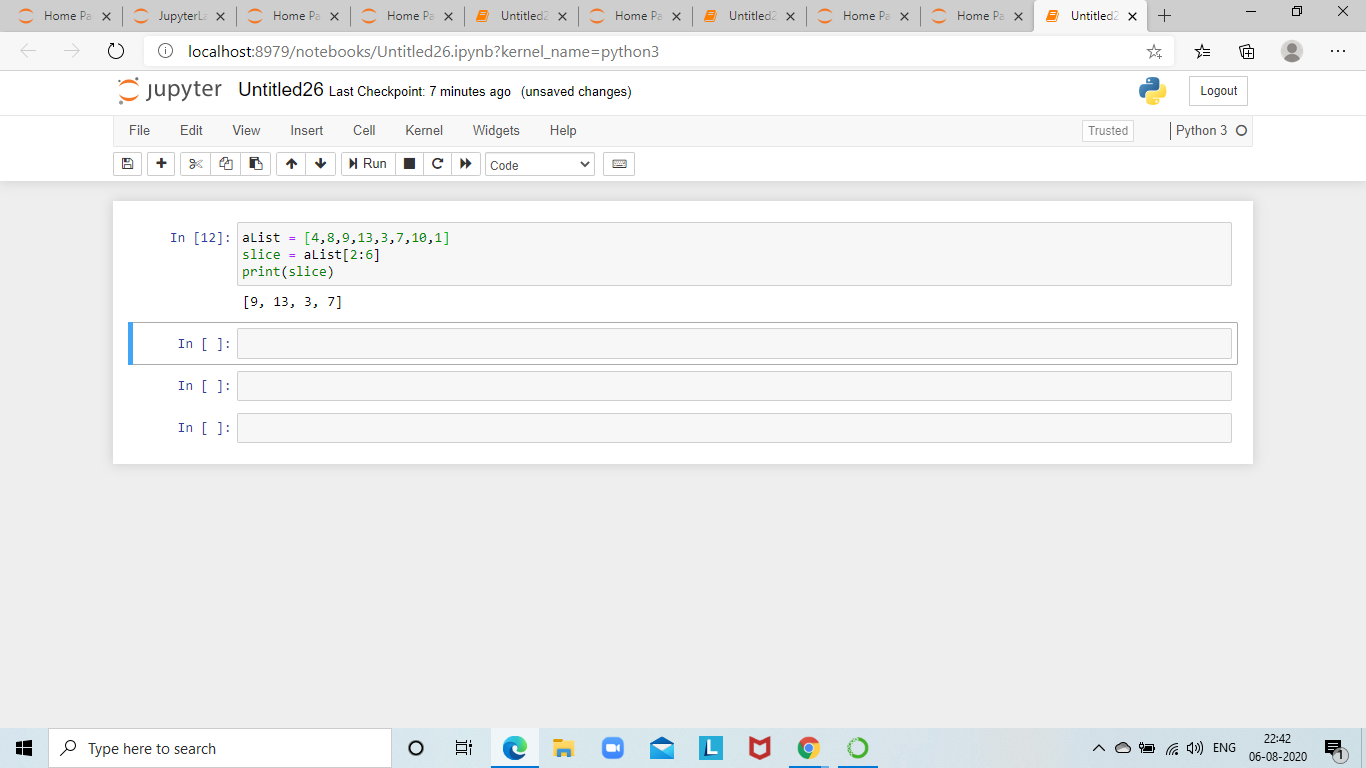 Home Pa
JupyterLa
Home Pa
Home Pa
Untitled2
Home Pa
Untitled2
Home Pa
Home Pa
Untitled2
localhost:8979/notebooks/Untitled26.ipynb?kernel_name=python3
jupyter Untitled26 Last Checkpoint: 7 minutes ago (unsaved changes)
Logout
File Edit View Insert Cell Kernel Widgets Help
Trusted
Python 3
Run
Code
In [12]: aList = [4,8,9,13,3,7,10,1]
slice = aList[2:6]
print(slice)
[9, 13, 3, 7]
In [ ]:
In [ ]:
In [ ]:
Type here to search
L
ENG
22:42
06-08-2020
1